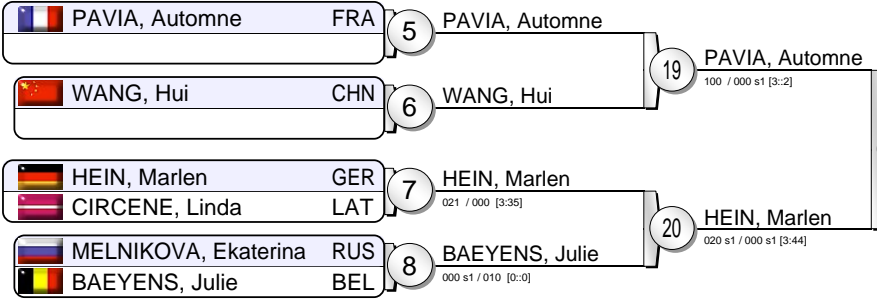 PAVIA, Automne FRA
5
PAVIA, Automne
WANG, Hui CHN
6
WANG, Hui
19
PAVIA, Automne
100 / 000 s1 [3::2]
HEIN, Marlen GER
CIRCENE, Linda LAT
7
HEIN, Marlen
021 / 000 [3:35]
MELNIKOVA, Ekaterina RUS
BAEYENS, Julie BEL
8
BAEYENS, Julie
000 s1 / 010 [0::0]
20
HEIN, Marlen
020 s1 / 000 s1 [3:44]